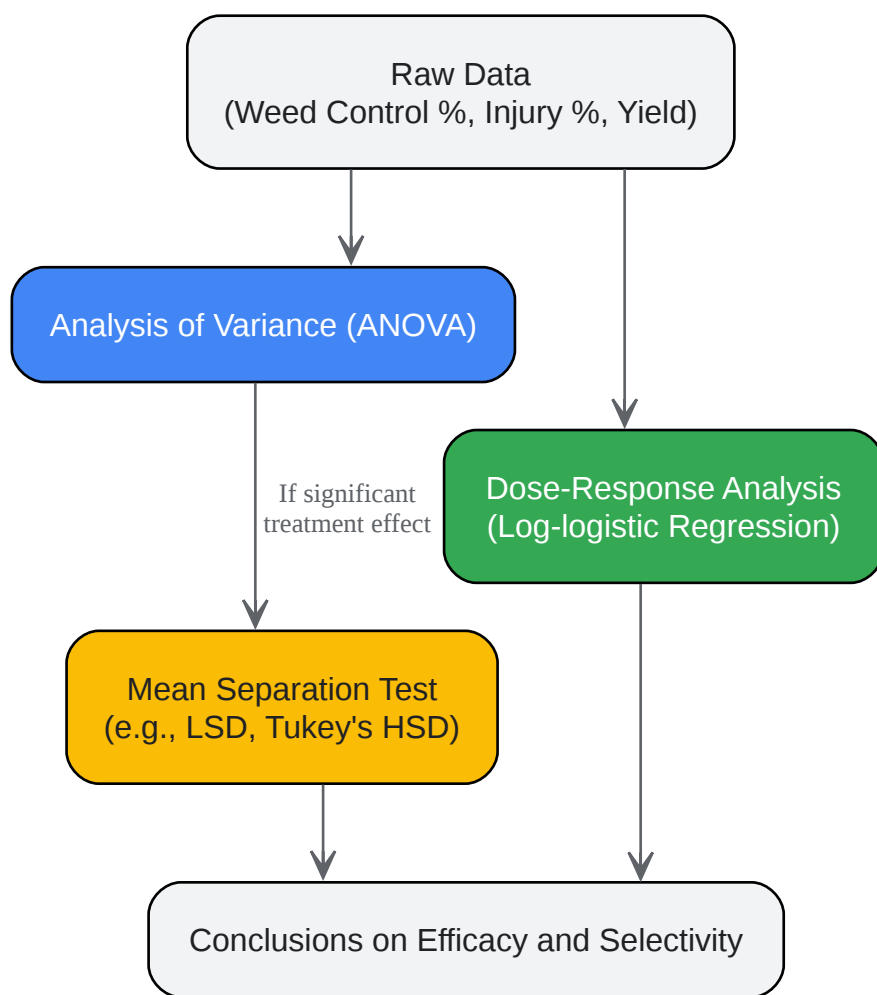 Raw Data
(Weed Control %, Injury %, Yield)
Analysis of Variance (ANOVA)
If significant
treatment effect
Dose-Response Analysis
(Log-logistic Regression)
Mean Separation Test
(e.g., LSD, Tukey's HSD)
Conclusions on Efficacy and Selectivity